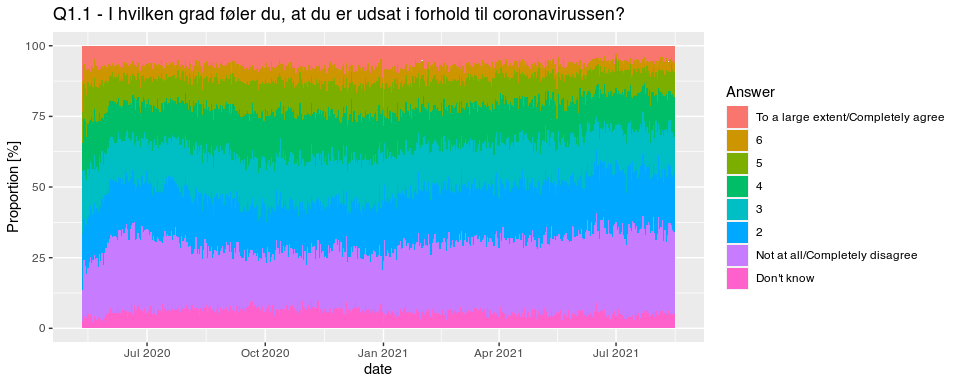 Q1.1 - I hvilken grad føler du, at du er udsat i forhold til coronavirussen?
Proportion [%]
100
75
50
25
0
Jul 2020
Oct 2020
Jan 2021
Apr 2021
Jul 2021
date
Answer
To a large extent/Completely agree
6
5
4
3
2
Not at all/Completely disagree
Don't know